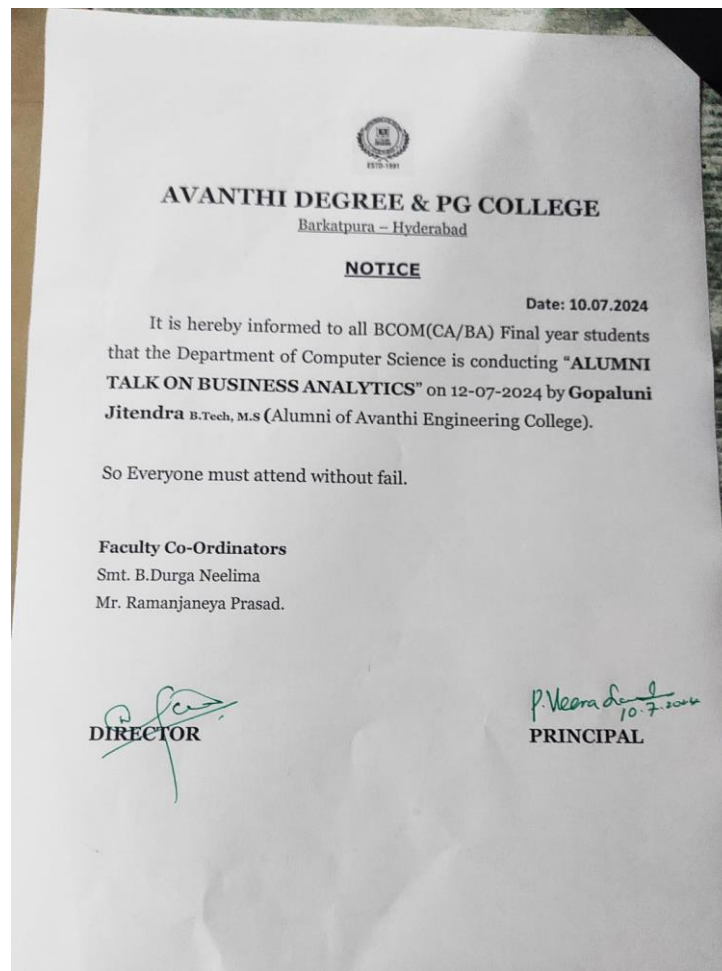 ESTD-1991
AVANTHI DEGREE & PG COLLEGE
Barkatpura – Hyderabad
NOTICE
Date: 10.07.2024
It is hereby informed to all BCOM(CA/BA) Final year students
that the Department of Computer Science is conducting “ALUMNI
TALK ON BUSINESS ANALYTICS” on 12-07-2024 by Gopaluni
Jitendra B.Tech, M.S (Alumni of Avanthi Engineering College).
So Everyone must attend without fail.
Faculty Co-Ordinators
Smt. B.Durga Neelima
Mr. Ramanjaneya Prasad.
P.Veera
10.7.2024
DIRECTOR
PRINCIPAL